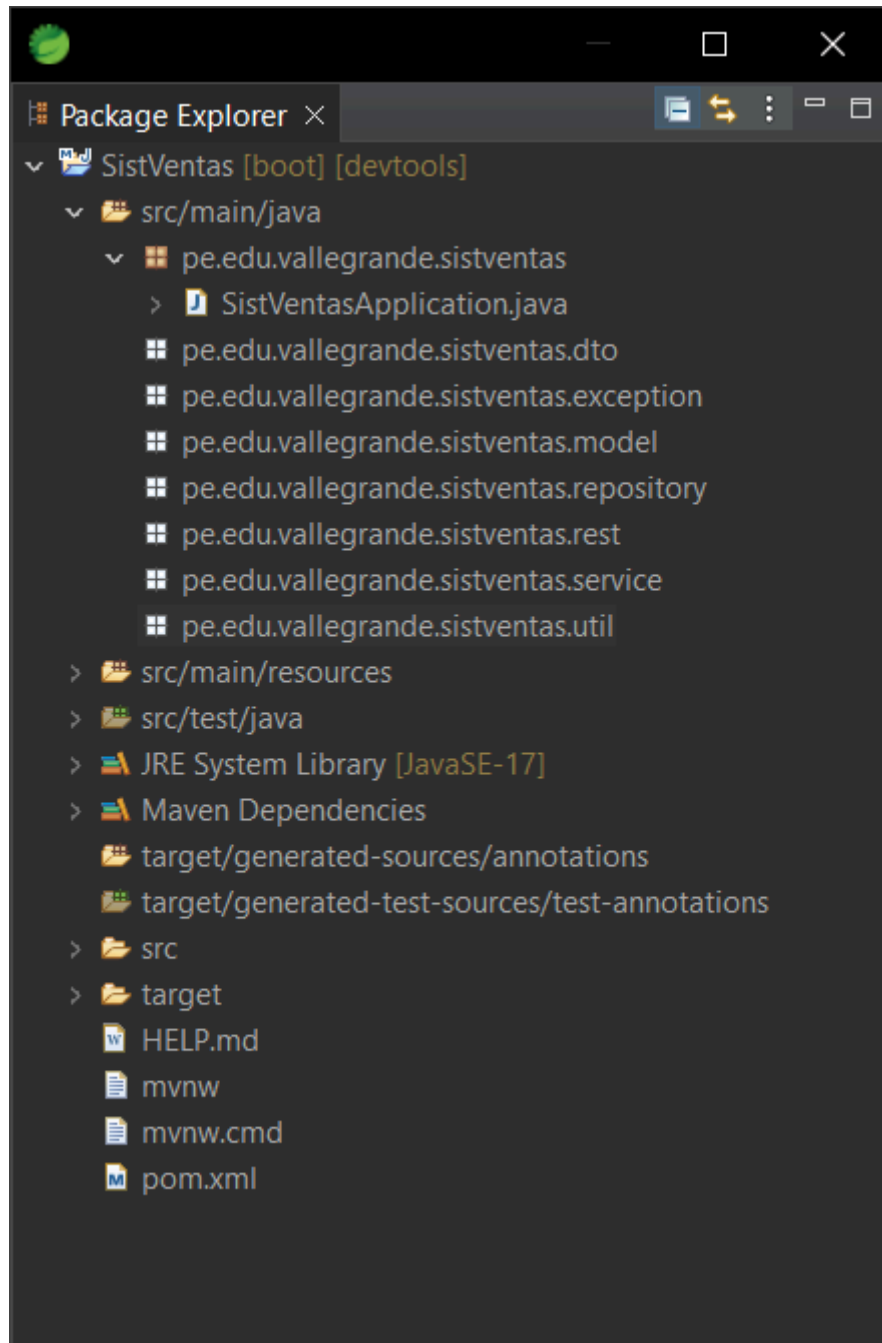 Package Explorer
SistVentas [boot] [devtools]
src/main/java
pe.edu.vallegrande.sistventas
SistVentasApplication.java
pe.edu.vallegrande.sistventas.dto
pe.edu.vallegrande.sistventas.exception
pe.edu.vallegrande.sistventas.model
pe.edu.vallegrande.sistventas.repository
pe.edu.vallegrande.sistventas.rest
pe.edu.vallegrande.sistventas.service
pe.edu.vallegrande.sistventas.util
src/main/resources
src/test/java
JRE System Library [JavaSE-17]
Maven Dependencies
target/generated-sources/annotations
target/generated-test-sources/test-annotations
src
target
HELP.md
mvnw
mvnw.cmd
pom.xml